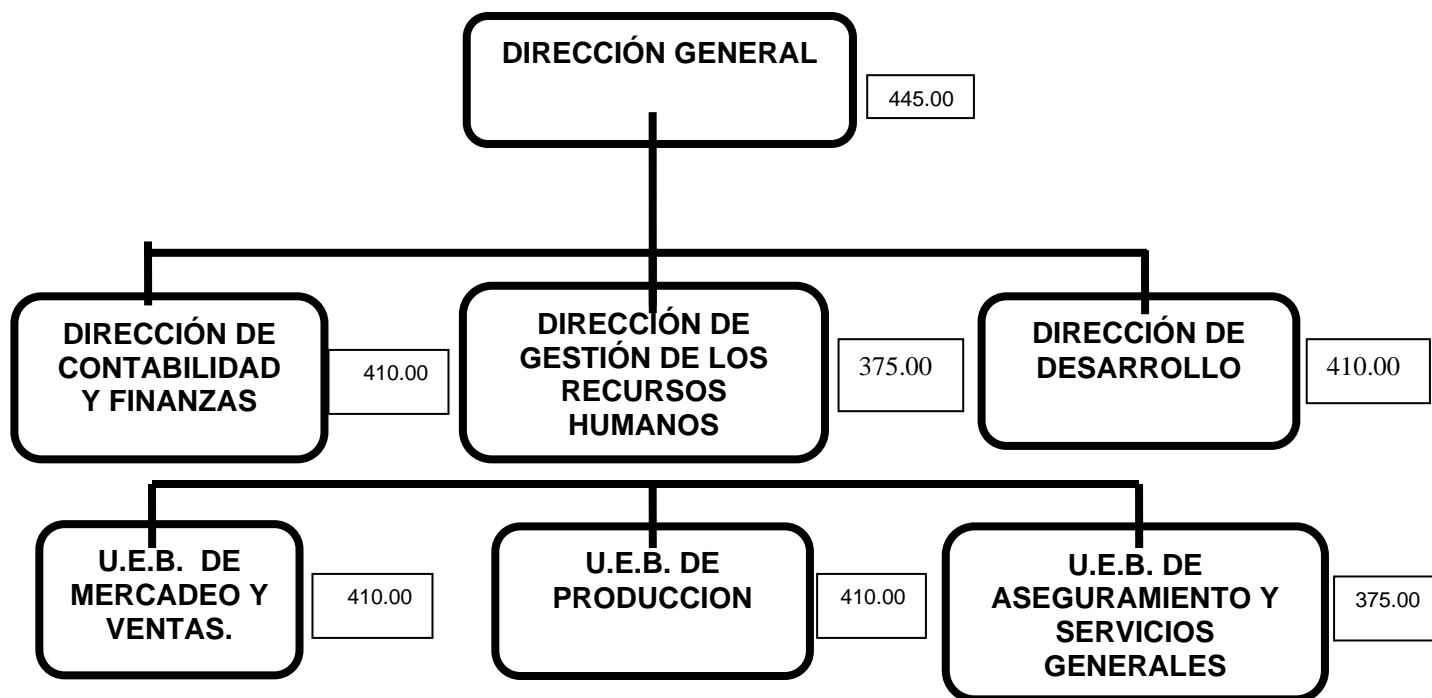 DIRECCIÓN GENERAL
445.00
DIRECCIÓN DE
CONTABILIDAD
Y FINANZAS
410.00
DIRECCIÓN DE
GESTIÓN DE LOS
RECURSOS
HUMANOS
375.00
DIRECCIÓN DE
DESARROLLO
410.00
U.E.B. DE
MERCADEO Y
VENTAS.
410.00
U.E.B. DE
PRODUCCION
410.00
U.E.B. DE
ASEGURAMIENTO Y
SERVICIOS
GENERALES
375.00